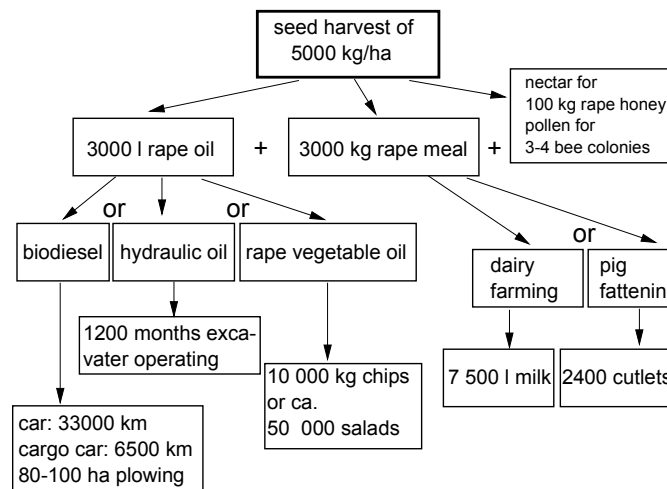 seed harvest of
5000 kg/ha
nectar for
100 kg rape honey
pollen for
3-4 bee colonies
3000 l rape oil
+
3000 kg rape meal
+
or
or
or
biodiesel
hydraulic oil
rape vegetable oil
dairy
farming
pig
fattenin
1200 months exca-
vater operating
10 000 kg chips
or ca.
50 000 salads
7 500 l milk
2400 cutlets
car: 33000 km
cargo car: 6500 km
80-100 ha plowing